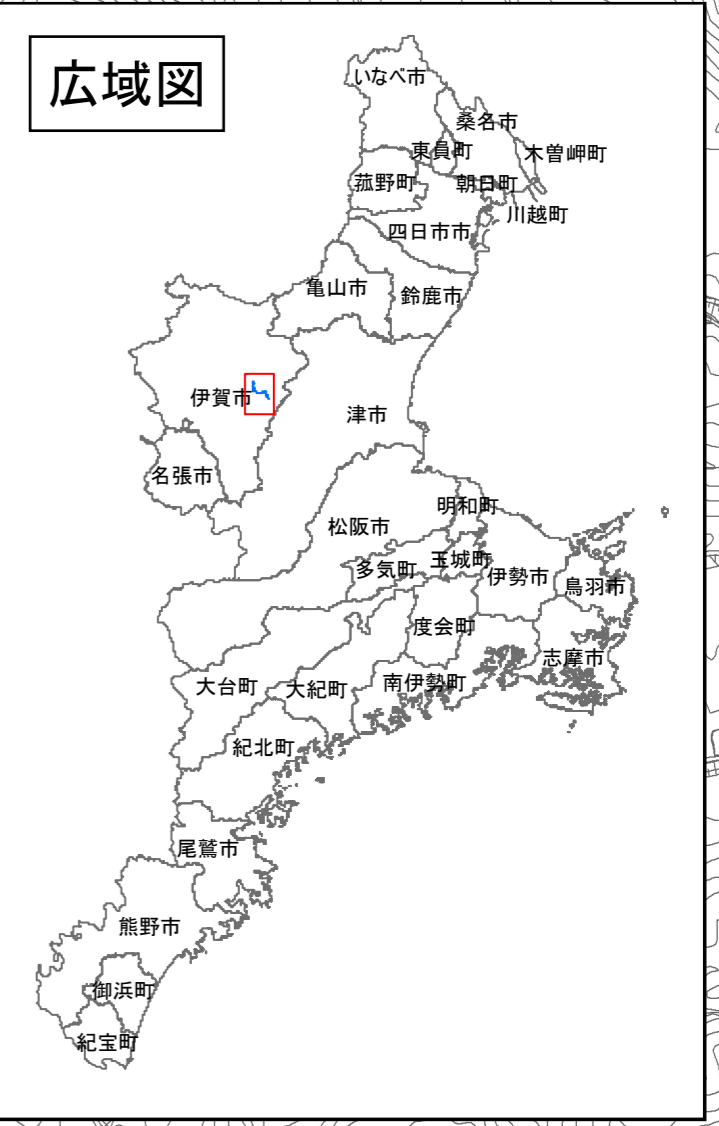 広域図
いなべ市
桑名市
東員町
木曽岬町
菰野町
朝日町
川越町
四日市市
亀山市
鈴鹿市
伊賀市
津市
名張市
明和町
松阪市
玉城町
多気町
伊勢市
鳥羽市
度会町
志摩市
大台町
大紀町
南伊勢町
紀北町
尾鷲市
熊野市
御浜町
紀宝町